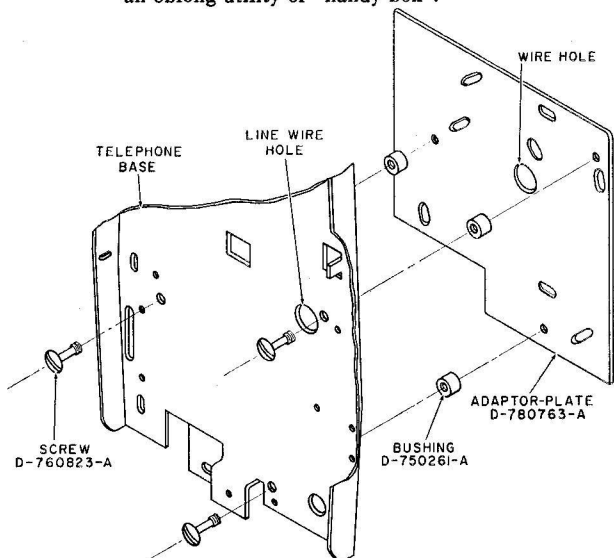 an oblong utility or "handy box".
WIRE HOLE
LINE WIRE
HOLE
TELEPHONE
BASE
ADAPTOR-PLATE
D-780763-A
SCREW
D-760823-A
BUSHING
D-750261-A